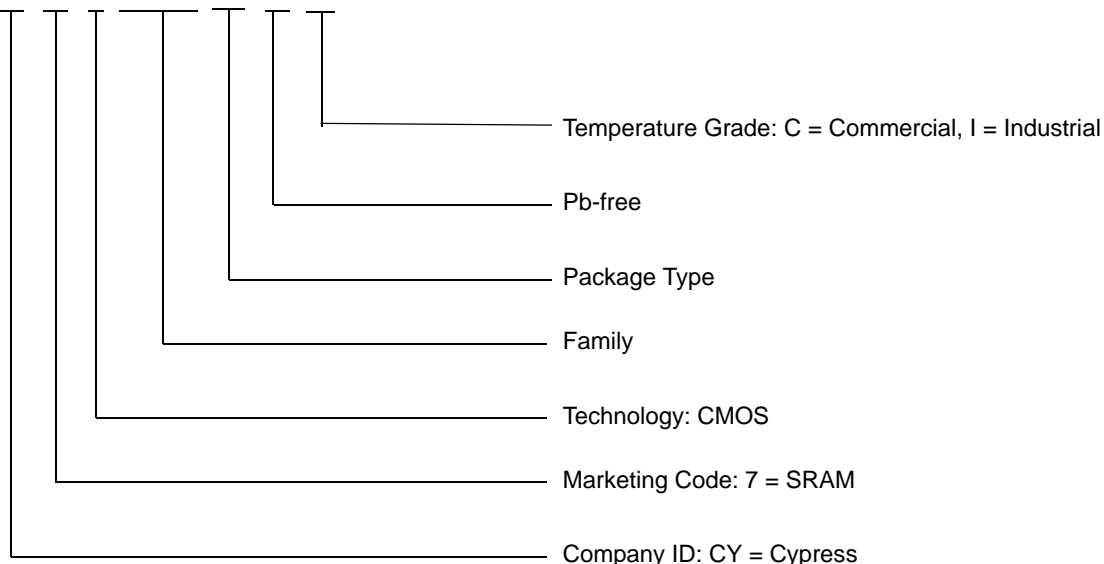 Temperature Grade: C = Commercial, I = Industrial
Pb-free
Package Type
Family
Technology: CMOS
Marketing Code: 7 = SRAM
Company ID: CY = Cypress